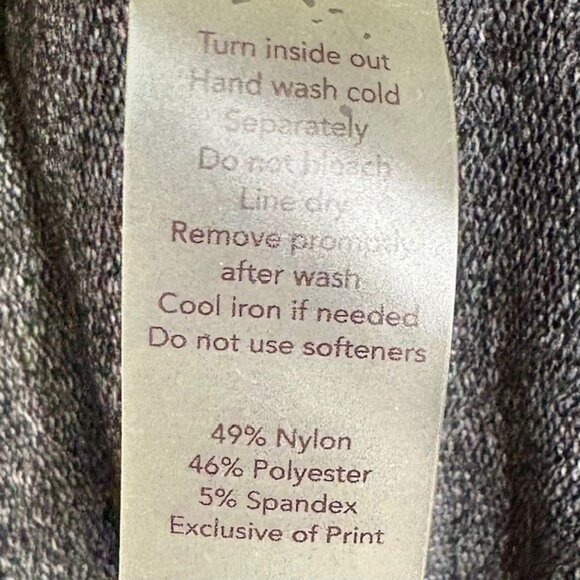 Turn inside out
Hand wash cold
Separately
Do not bleach
Line dry
Remove promptly
after wash
Cool iron if needed
Do not use softeners
49% Nylon
46% Polyester
5% Spandex
Exclusive of Print